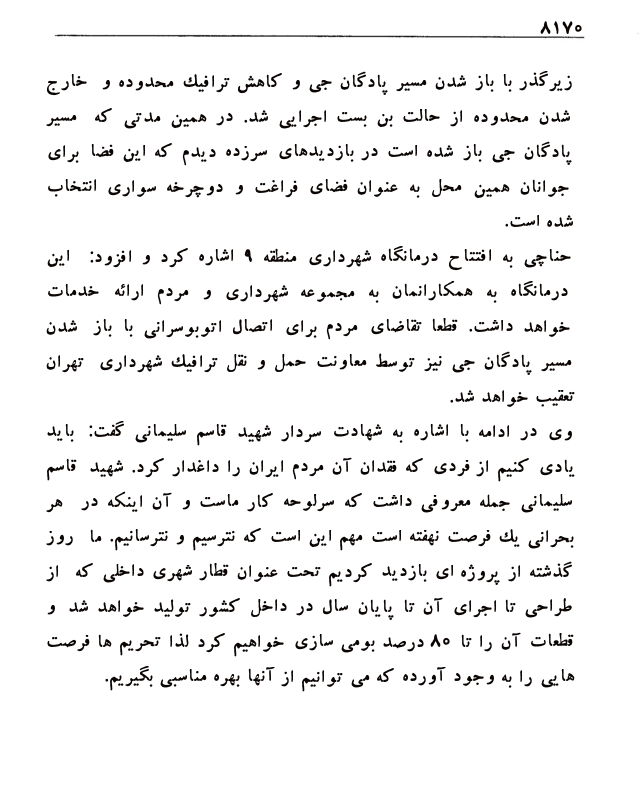 ۸۱۷۰
زیرگذر با باز شدن مسیر پادگان جی و کاهش ترافیك محدوده و خارج
شدن محدوده از حالت بن بست اجرایی شد. در همین مدتی که مسیر
پادگان جی باز شده است در بازدیدهای سرزده دیدم که این فضا برای
جوانان همین محل به عنوان فضای فراغت و دوچرخه سواری انتخاب
شده است.
حناچی به افتتاح درمانگاه شهرداری منطقه ۹ اشاره کرد و افزود: این
درمانگاه به همکارانمان به مجموعه شهرداری و مردم ارائه خدمات
خواهد داشت. قطعا تقاضای مردم برای اتصال اتوبوسرانی با باز شدن
مسیر پادگان جی نیز توسط معاونت حمل و نقل ترافیك شهرداری تهران
تعقیب خواهد شد.
وی در ادامه با اشاره به شهادت سردار شهید قاسم سلیمانی گفت: باید
یادی کنیم از فردی که فقدان آن مردم ایران را داغدار کرد. شهید قاسم
سلیمانی جمله معروفی داشت که سرلوحه کار ماست و آن اینکه در هر
بحرانی یك فرصت نهفته است مهم این است که نترسیم و نترسانیم. ما روز
گذشته از پروژه ای بازدید کردیم تحت عنوان قطار شهری داخلی که از
طراحی تا اجرای آن تا پایان سال در داخل کشور تولید خواهد شد و
قطعات آن را تا ۸۰ درصد بومی سازی خواهیم کرد لذا تحریم ها فرصت
هایی را به وجود آورده که می توانیم از آنها بهره مناسبی بگیریم.